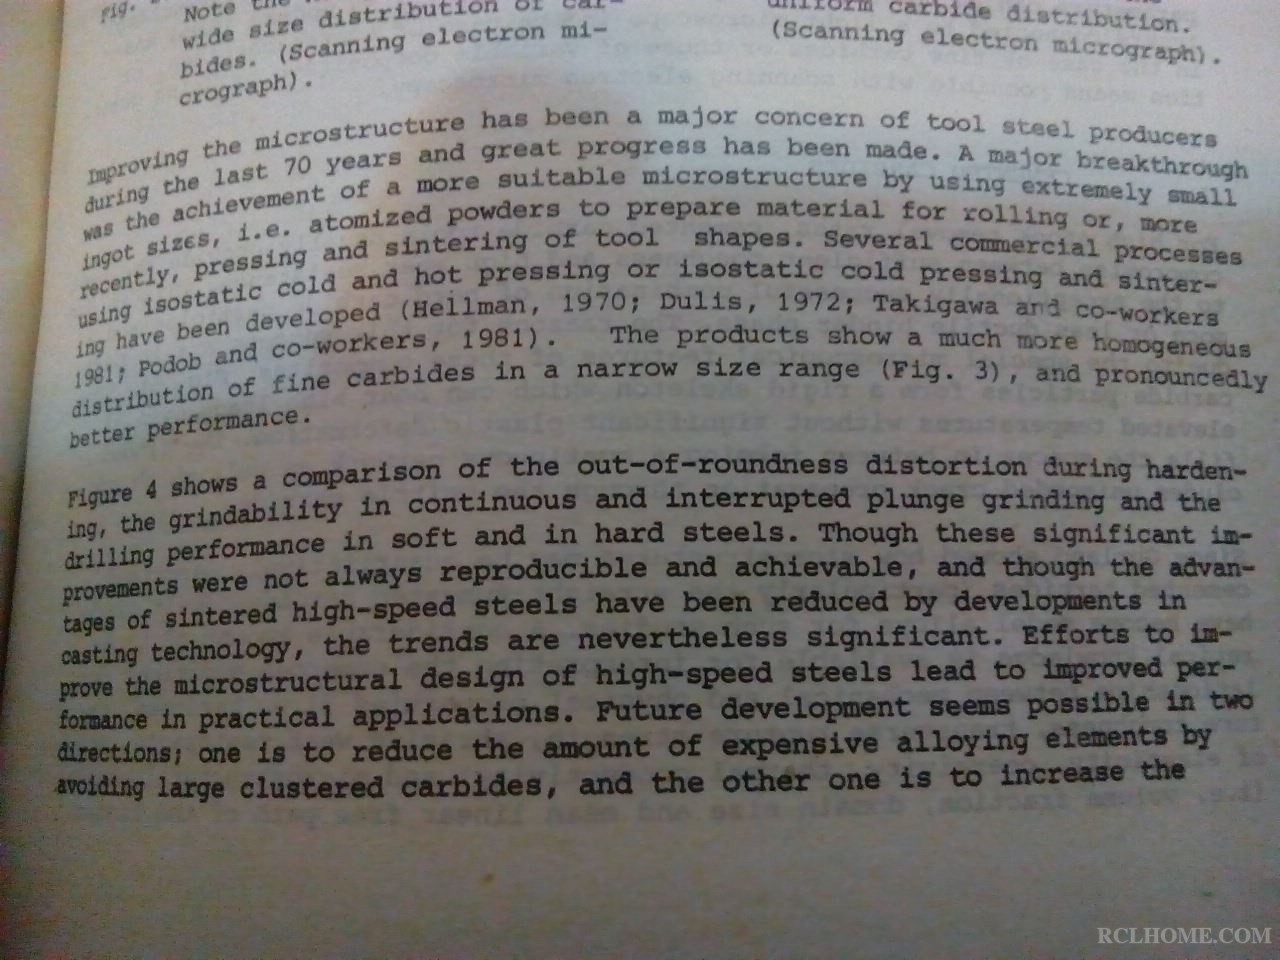 Fig.
Note the
wide size distribution of car-
bides. (Scanning electron mi-
crograph).
uniform carbide distribution.
(Scanning electron micrograph).
Improving the microstructure has been a major concern of tool steel producers
during the last 70 years and great progress has been made. A major breakthrough
was the achievement of a more suitable microstructure by using extremely small
ingot sizes, i.e. atomized powders to prepare material for rolling or, more
recently, pressing and sintering of tool shapes. Several commercial processes
using isostatic cold and hot pressing or isostatic cold pressing and sinter-
ing have been developed (Hellman, 1970; Dulis, 1972; Takigawa and co-workers
1981; Podob and co-workers, 1981). The products show a much more homogeneous
distribution of fine carbides in a narrow size range (Fig. 3), and pronouncedly
better performance.
Figure 4 shows a comparison of the out-of-roundness distortion during harden-
ing, the grindability in continuous and interrupted plunge grinding and the
drilling performance in soft and in hard steels. Though these significant im-
provements were not always reproducible and achievable, and though the advan-
tages of sintered high-speed steels have been reduced by developments in
casting technology, the trends are nevertheless significant. Efforts to im-
prove the microstructural design of high-speed steels lead to improved per-
formance in practical applications. Future development seems possible in two
directions; one is to reduce the amount of expensive alloying elements by
avoiding large clustered carbides, and the other one is to increase the
RCLHOME.COM